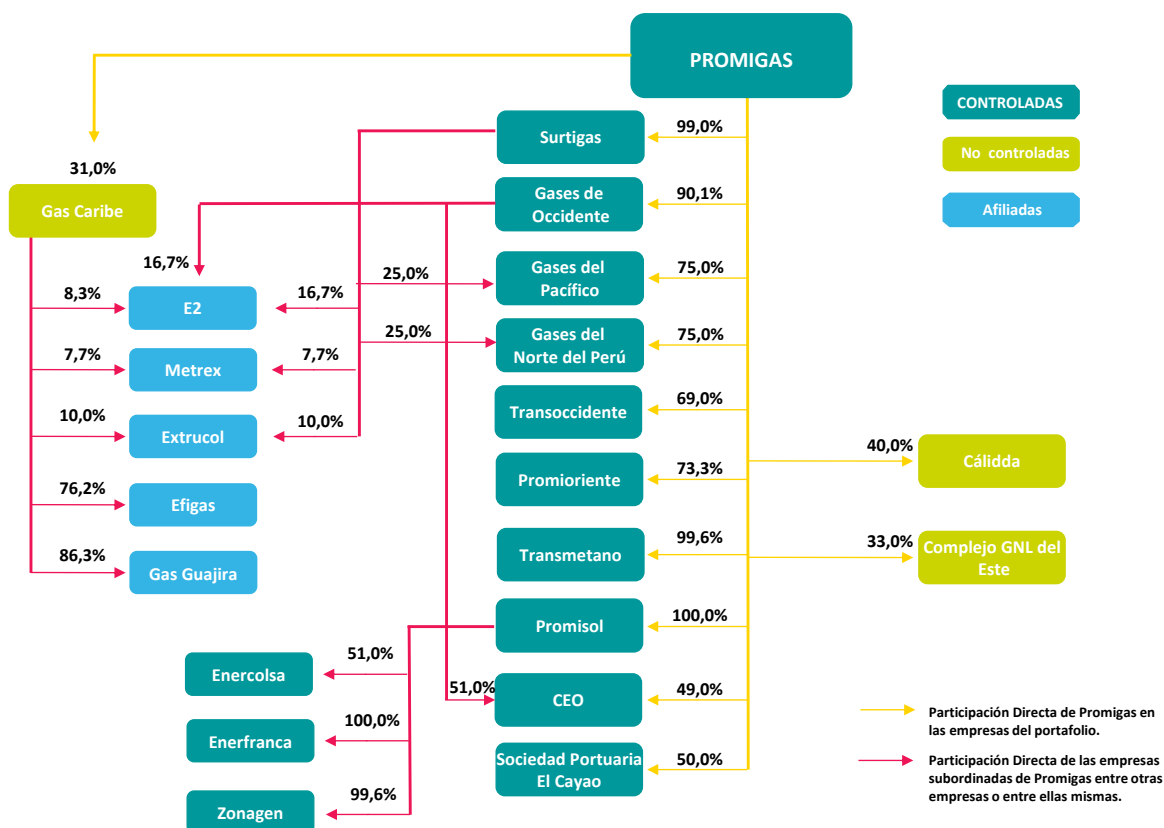 PROMIGAS
CONTROLADAS
No controladas
Afiliadas
31,0%
Gas Caribe
Surtigas
99,0%
Gases de
Occidente
90,1%
16,7%
8,3%
E2
16,7%
25,0%
Gases del
Pacífico
75,0%
7,7%
Metrex
7,7%
25,0%
Gases del
Norte del Perú
75,0%
10,0%
Extrucol
10,0%
Transoccidente
69,0%
40,0%
Cálidda
76,2%
Efigas
Promioriente
73,3%
86,3%
Gas Guajira
Transmetano
99,6%
33,0%
Complejo GNL del
Este
Promisol
100,0%
Enercolsa
51,0%
51,0%
CEO
49,0%
Enerfranca
100,0%
Sociedad Portuaria
El Cayao
50,0%
Zonagen
99,6%
Participación Directa de Promigas en
las empresas del portafolio.
Participación Directa de las empresas
subordinadas de Promigas entre otras
empresas o entre ellas mismas.